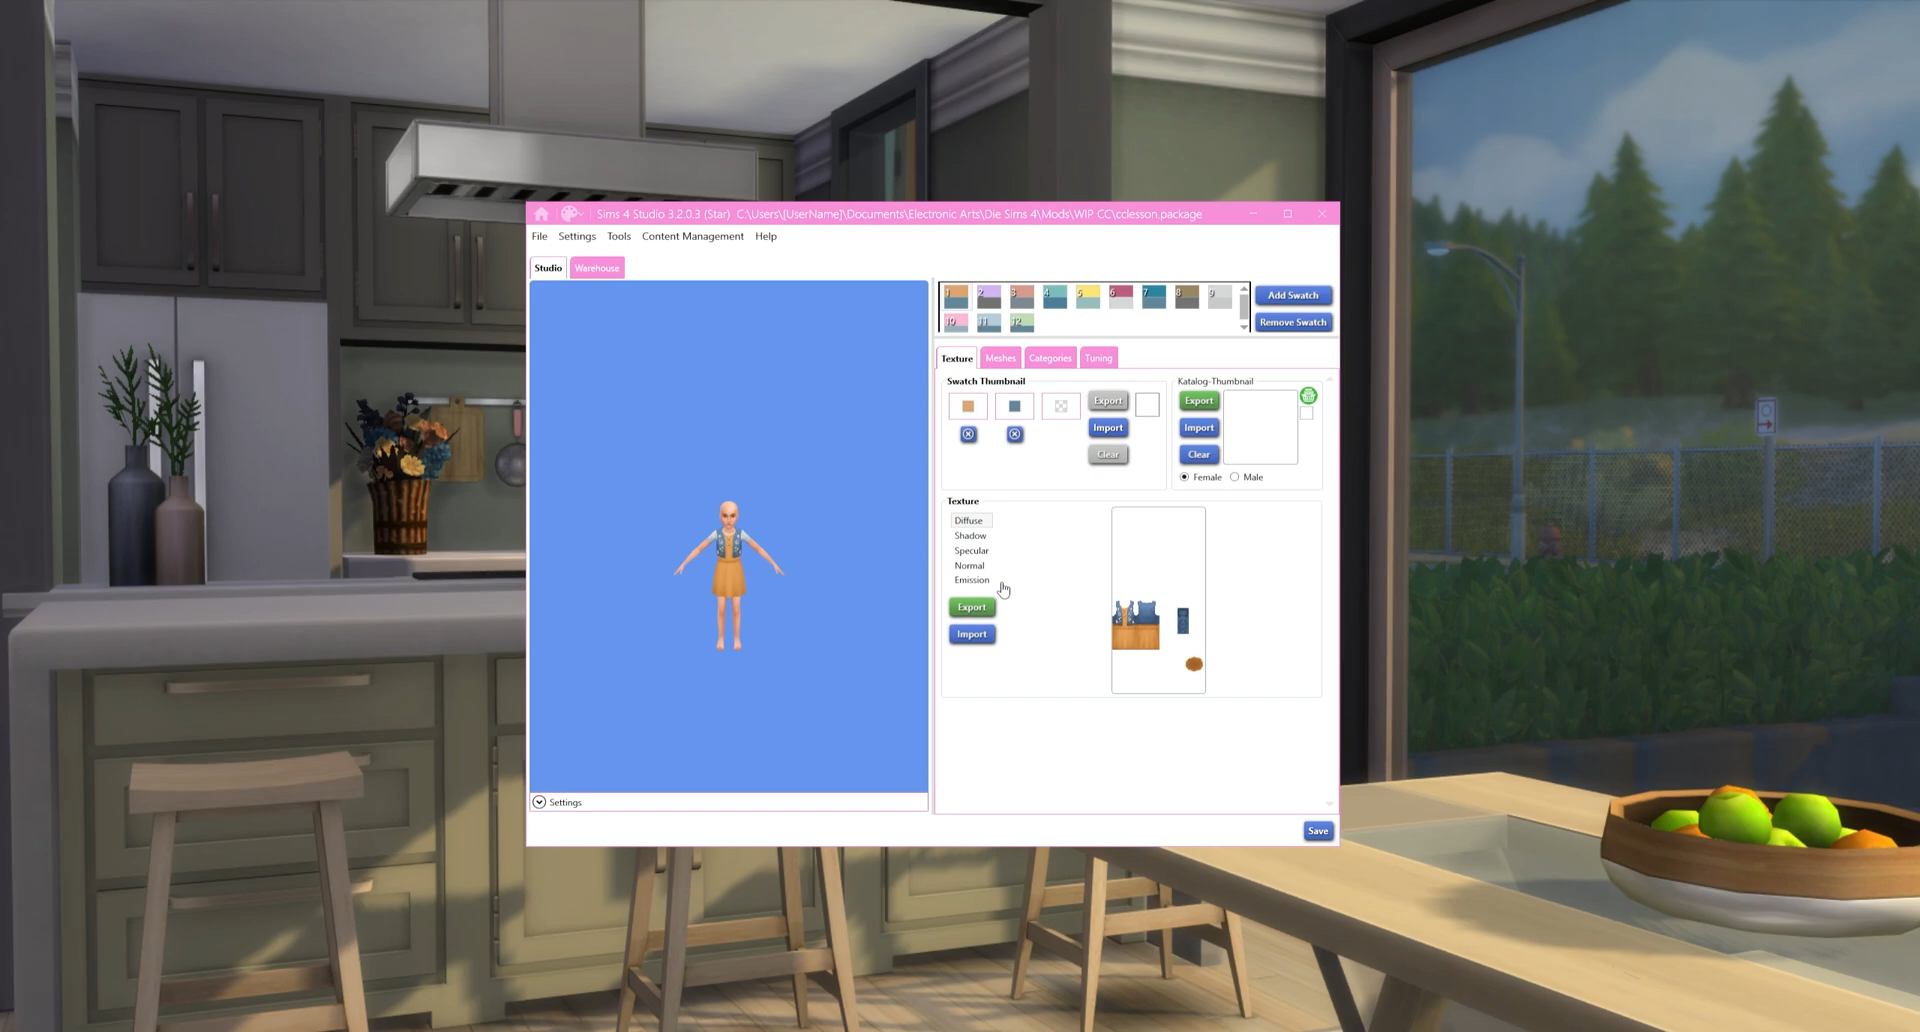 Sims 4 Studio 3.2.0.3 (Star) C:\Users\[UserName]\Documents\Electronic Arts\Die Sims 4\Mods\WIP CC\cclesson.package
File Settings Tools Content Management Help
Studio Warehouse
1 2 3 4 5 6 7 8 9
10 11 12
Add Swatch
Remove Swatch
Texture Meshes Categories Tuning
Swatch Thumbnail
Export
Import
Clear
Katalog-Thumbnail
Export
Import
Clear
Female Male
Texture
Diffuse
Shadow
Specular
Normal
Emission
Export
Import
Settings
Save